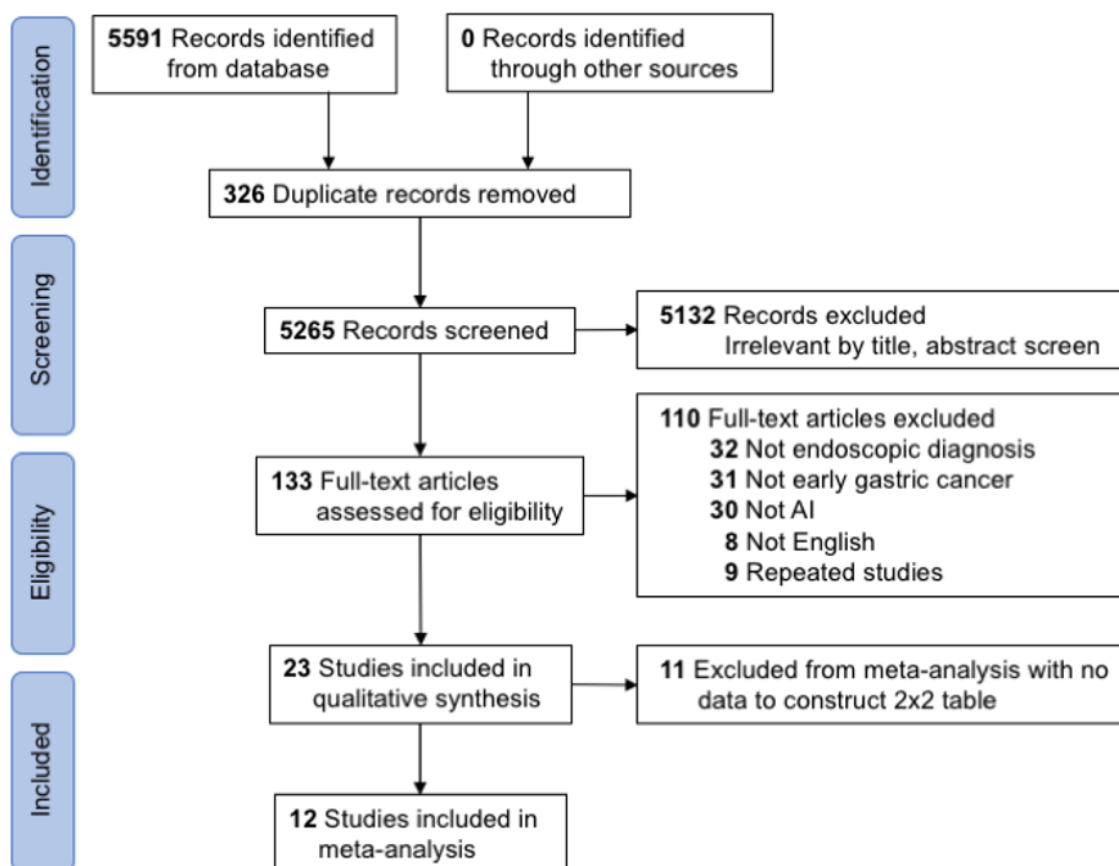 Identification
5591 Records identified
from database
0 Records identified
through other sources
326 Duplicate records removed
Screening
5265 Records screened
5132 Records excluded
Irrelevant by title, abstract screen
Eligibility
133 Full-text articles
assessed for eligibility
110 Full-text articles excluded
32 Not endoscopic diagnosis
31 Not early gastric cancer
30 Not AI
8 Not English
9 Repeated studies
Included
23 Studies included in
qualitative synthesis
11 Excluded from meta-analysis with no
data to construct 2x2 table
12 Studies included in
meta-analysis